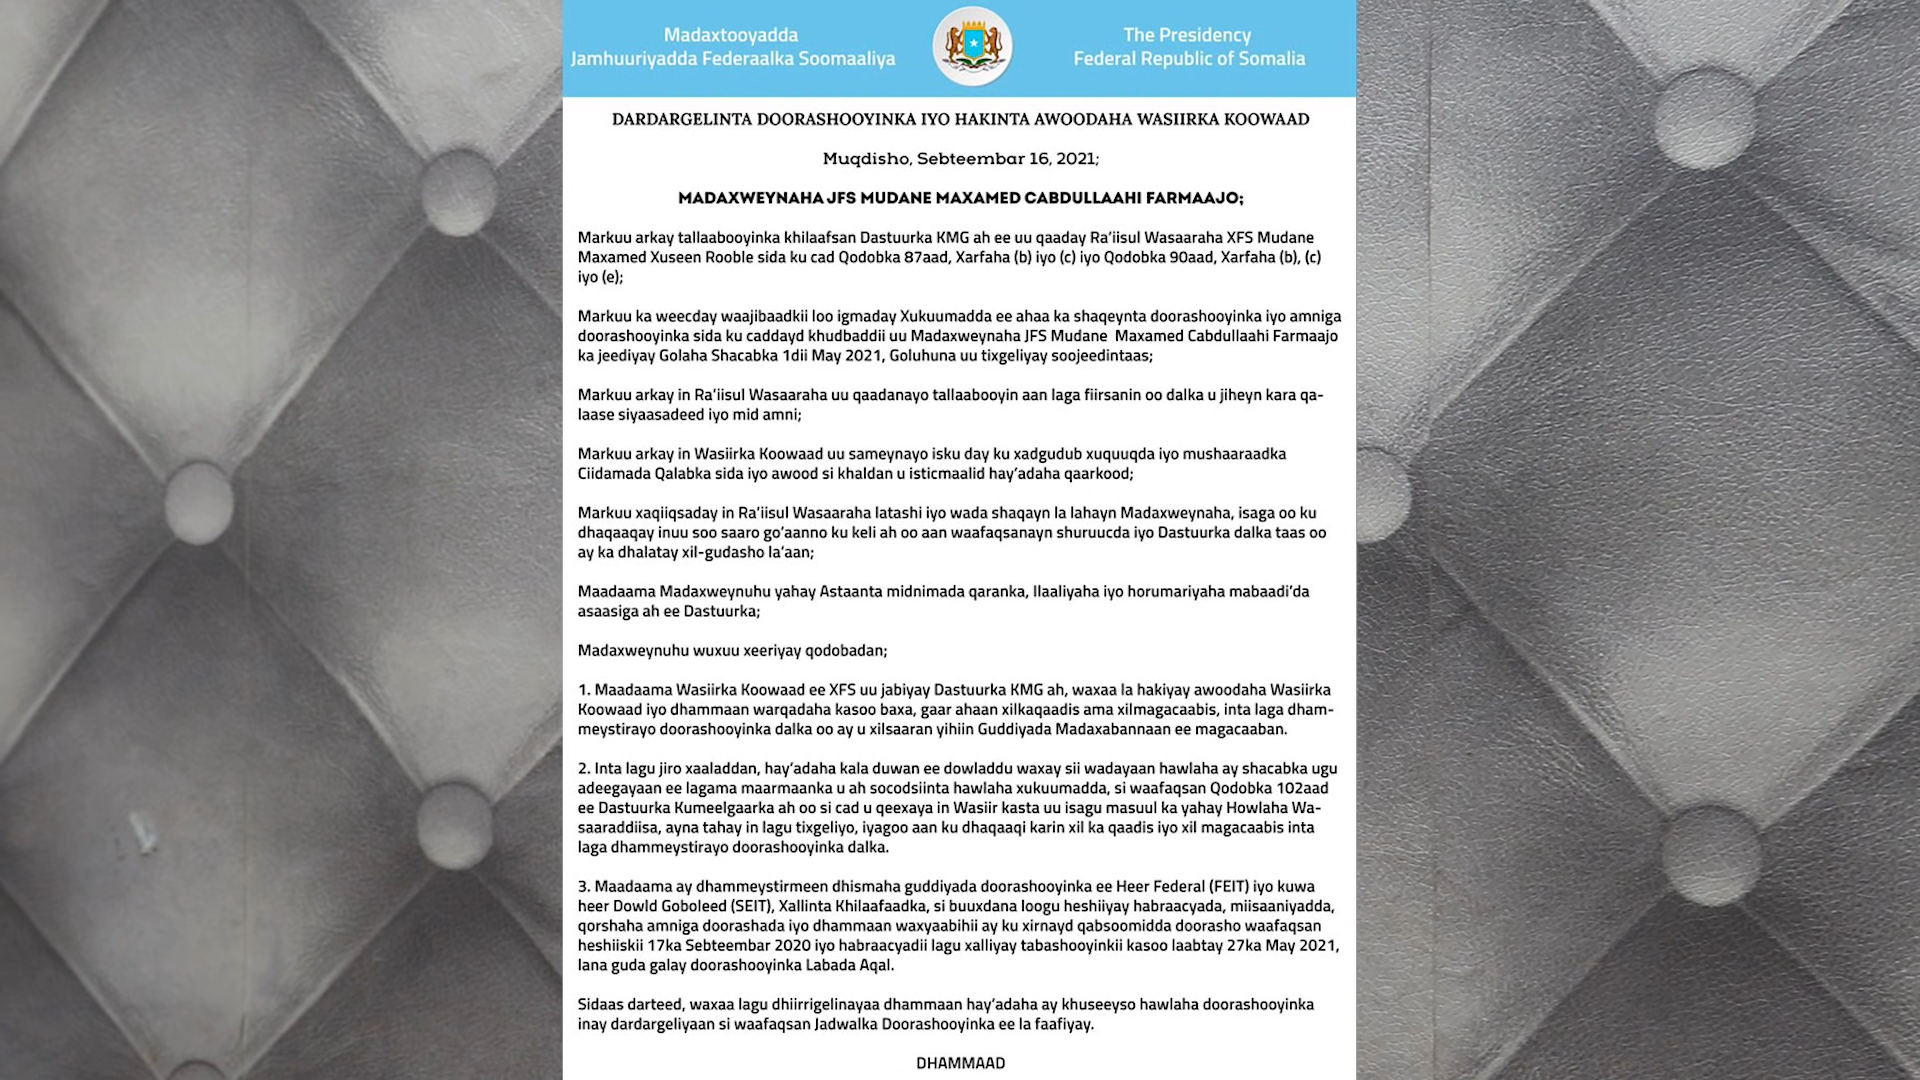 Madaxtooyadda
Jamhuuriyadda Federaalka Soomaaliya
The Presidency
Federal Republic of Somalia
DARDARGELINTA DOORASHOOYINKA IYO HAKINTA AWOODAHA WASIIRKA KOOWAAD
Muqdisho, Sebteembar 16, 2021;
MADAXWEYNAHA JFS MUDANE MAXAMED CABDULLAAHI FARMAAJO;
Markuu arkay tallaabooyinka khilaafsan Dastuurka KMG ah ee uu qaaday Ra'iisul Wasaaraha XFS Mudane
Maxamed Xuseen Rooble sida ku cad Qodobka 87aad, Xarfaha (b) iyo (c) iyo Qodobka 90aad, Xarfaha (b), (c)
iyo (e);
Markuu ka weecday waajibaadkii loo igmaday Xukuumadda ee ahaa ka shaqeynta doorashooyinka iyo amniga
doorashooyinka sida ku caddayd khudbaddii uu Madaxweynaha JFS Mudane Maxamed Cabdullaahi Farmaajo
ka jeediyay Golaha Shacabka 1dii May 2021, Goluhuna uu tixgeliyay soojeedintaas;
Markuu arkay in Ra'iisul Wasaaraha uu qaadanayo tallaabooyin aan laga fiirsanin oo dalka u jiheyn kara qa-
laase siyaasadeed iyo mid amni;
Markuu arkay in Wasiirka Koowaad uu sameynayo isku day ku xadgudub xuquuqda iyo mushaaraadka
Ciidamada Qalabka sida iyo awood si khaldan u isticmaalid hay'adaha qaarkood;
Markuu xaqiiqsaday in Ra'iisul Wasaaraha latashi iyo wada shaqayn la lahayn Madaxweynaha, isaga oo ku
dhaqaaqay inuu soo saaro go'aanno ku keli ah oo aan waafaqsanayn shuruucda iyo Dastuurka dalka taas oo
ay ka dhalatay xil-gudasho la'aan;
Maadaama Madaxweynuhu yahay Astaanta midnimada qaranka, Ilaaliyaha iyo horumariyaha mabaadi'da
asaasiga ah ee Dastuurka;
Madaxweynuhu wuxuu xeeriyay qodobadan;
1. Maadaama Wasiirka Koowaad ee XFS uu jabiyay Dastuurka KMG ah, waxaa la hakiyay awoodaha Wasiirka
Koowaad iyo dhammaan warqadaha kasoo baxa, gaar ahaan xilkaqaadis ama xilmagacaabis, inta laga dham-
meystirayo doorashooyinka dalka oo ay u xilsaaran yihiin Guddiyada Madaxabannaan ee magacaaban.
2. Inta lagu jiro xaaladdan, hay'adaha kala duwan ee dowladdu waxay sii wadayaan hawlaha ay shacabka ugu
adeegayaan ee lagama maarmaanka u ah socodsiinta hawlaha xukuumadda, si waafaqsan Qodobka 102aad
ee Dastuurka Kumeelgaarka ah oo si cad u qeexaya in Wasiir kasta uu isagu masuul ka yahay Howlaha Wa-
saaraddiisa, ayna tahay in lagu tixgeliyo, iyagoo aan ku dhaqaaqi karin xil ka qaadis iyo xil magacaabis inta
laga dhammeystirayo doorashooyinka dalka.
3. Maadaama ay dhammeystirmeen dhismaha guddiyada doorashooyinka ee Heer Federal (FEIT) iyo kuwa
heer Dowld Goboleed (SEIT), Xallinta Khilaafaadka, si buuxdana loogu heshiiyay habraacyada, miisaaniyadda,
qorshaha amniga doorashada iyo dhammaan waxyaabihii ay ku xirnayd qabsoomidda doorasho waafaqsan
heshiiskii 17ka Sebteembar 2020 iyo habraacyadii lagu xalliyay tabashooyinkii kasoo laabtay 27ka May 2021,
lana guda galay doorashooyinka Labada Aqal.
Sidaas darteed, waxaa lagu dhiirrigelinayaa dhammaan hay'adaha ay khuseeyso hawlaha doorashooyinka
inay dardargeliyaan si waafaqsan Jadwalka Doorashooyinka ee la faafiyay.
DHAMMAAD